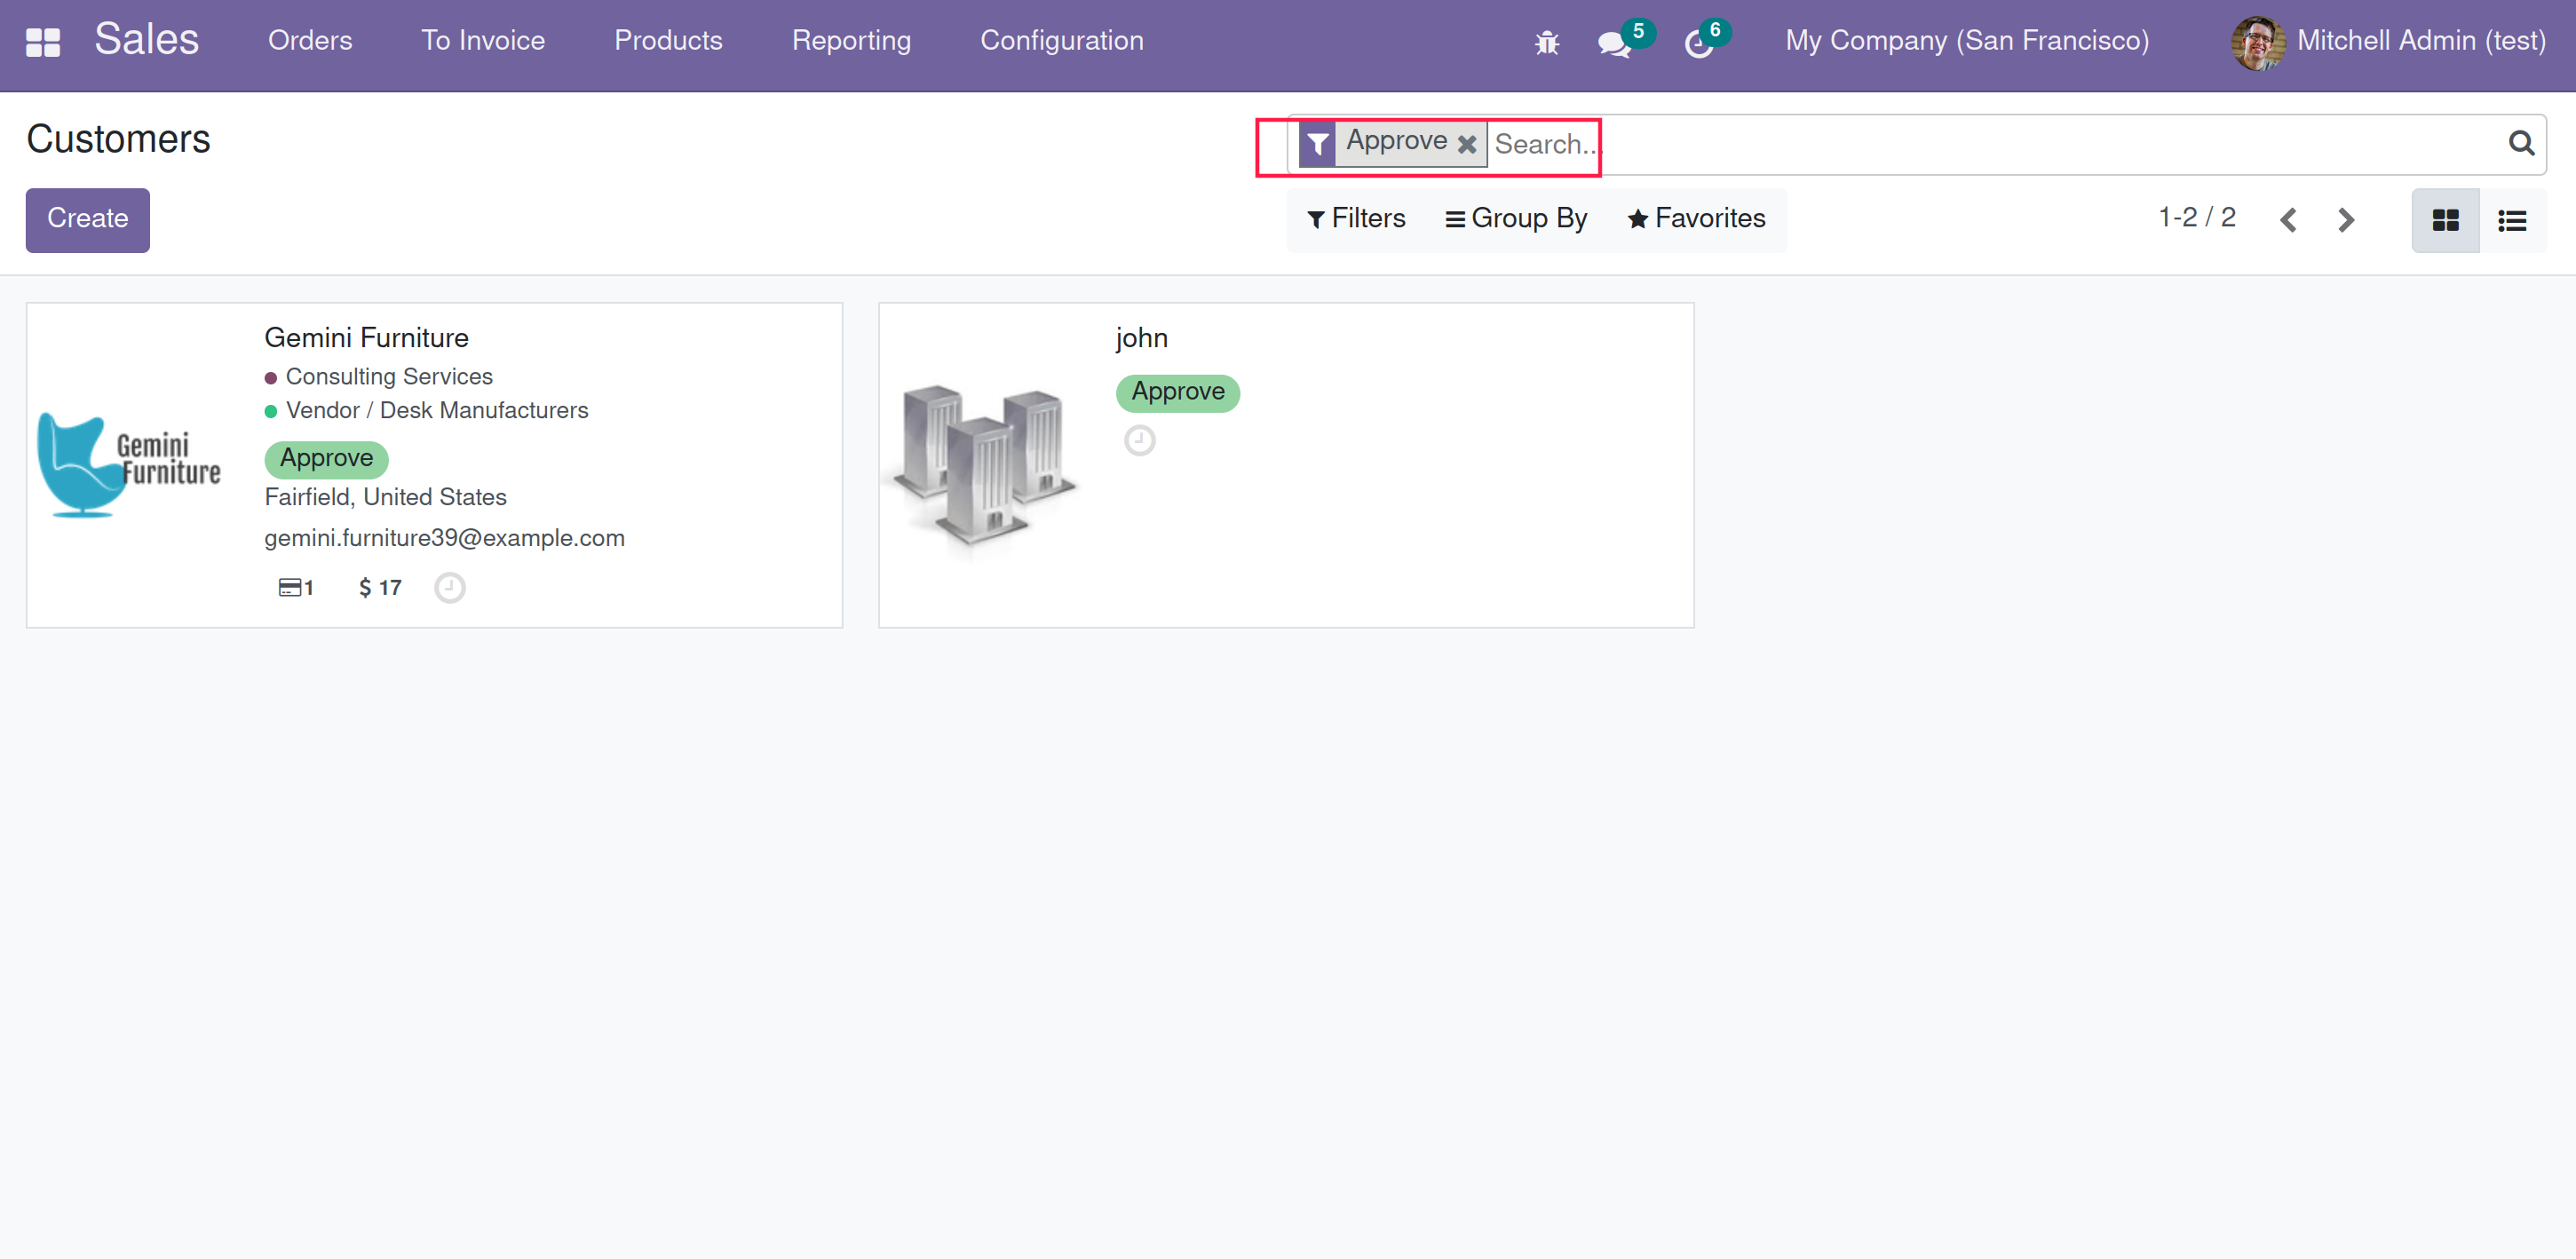 Sales Orders To Invoice Products Reporting Configuration 5 6 My Company (San Francisco) Mitchell Admin (test)
Customers
Approve Search...
Create
Filters Group By Favorites 1-2 / 2
Gemini Furniture
Consulting Services
Vendor / Desk Manufacturers
Approve
Fairfield, United States
gemini.furniture39@example.com
1 $ 17
Gemini
Furniture
john
Approve